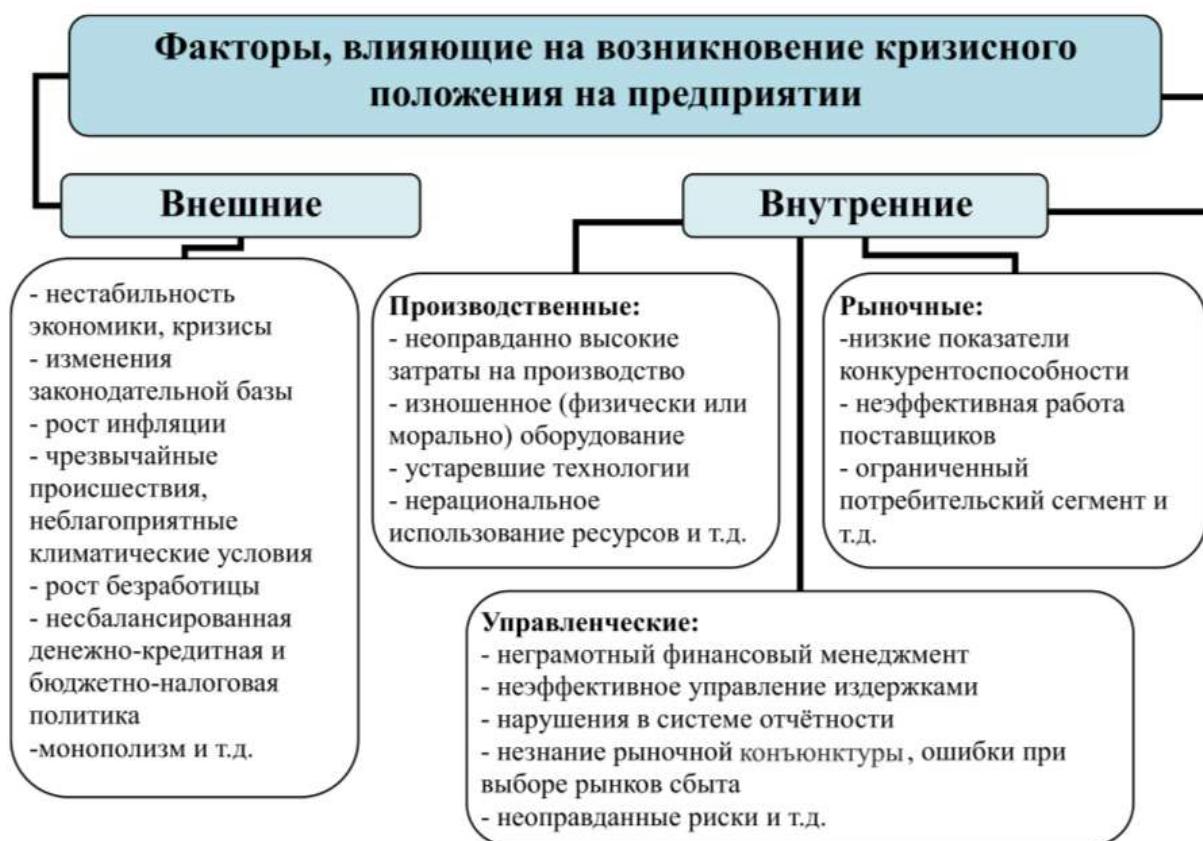 Факторы, влияющие на возникновение кризисного
положения на предприятии
Внешние
- нестабильность
экономики, кризисы
- изменения
законодательной базы
- рост инфляции
- чрезвычайные
происшествия,
неблагоприятные
климатические условия
- рост безработицы
- несбалансированная
денежно-кредитная и
бюджетно-налоговая
политика
-монополизм и т.д.
Внутренние
Производственные:
- неоправданно высокие
затраты на производство
- изношенное (физически или
морально) оборудование
- устаревшие технологии
- нерациональное
использование ресурсов и т.д.
Рыночные:
-низкие показатели
конкурентоспособности
- неэффективная работа
поставщиков
- ограниченный
потребительский сегмент и
т.д.
Управленческие:
- неграмотный финансовый менеджмент
- неэффективное управление издержками
- нарушения в системе отчётности
- незнание рыночной конъюнктуры, ошибки при
выборе рынков сбыта
- неоправданные риски и т.д.